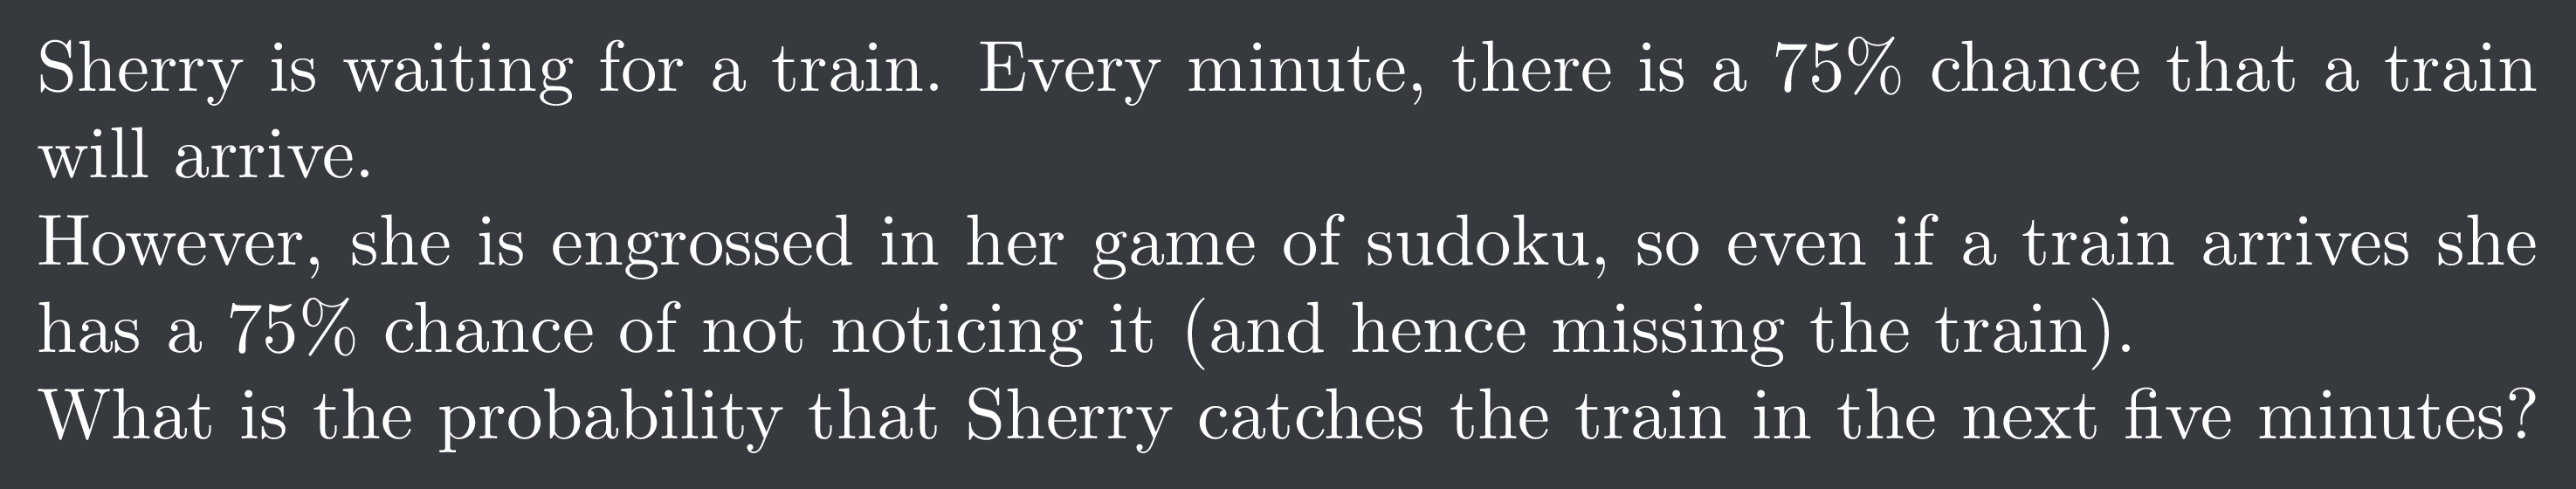 Sherry is waiting for a train. Every minute, there is a 75% chance that a train
will arrive.
However, she is engrossed in her game of sudoku, so even if a train arrives she
has a 75% chance of not noticing it (and hence missing the train).
What is the probability that Sherry catches the train in the next five minutes?